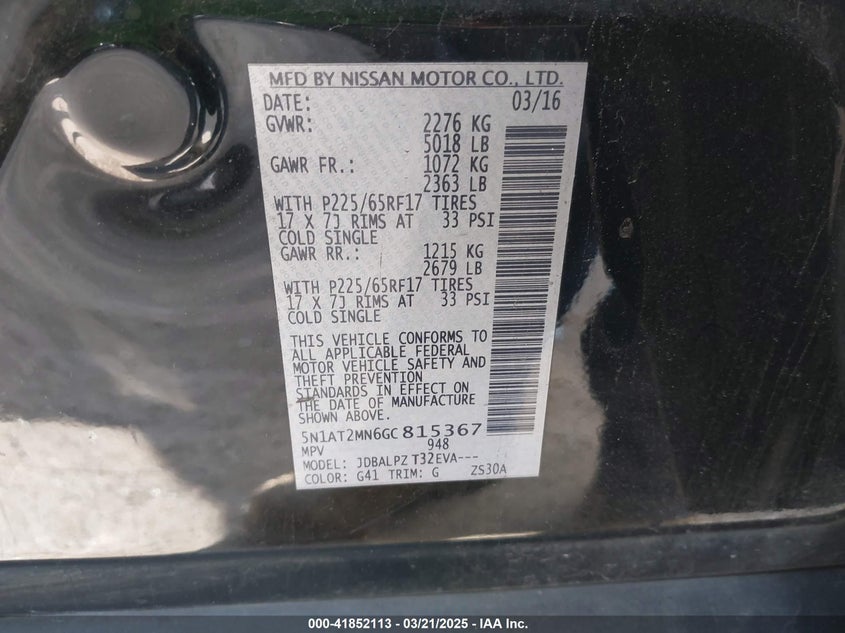 MFD BY NISSAN MOTOR CO., LTD.
DATE: 03/16
GVWR: 2276 KG
5018 LB
GAWR FR.: 1072 KG
2363 LB
WITH P225/65RF17 TIRES
17 X 7J RIMS AT 33 PSI
COLD SINGLE
GAWR RR.: 1215 KG
2679 LB
WITH P225/65RF17 TIRES
17 X 7J RIMS AT 33 PSI
COLD SINGLE
THIS VEHICLE CONFORMS TO
ALL APPLICABLE FEDERAL
MOTOR VEHICLE SAFETY AND
THEFT PREVENTION
STANDARDS IN EFFECT ON
THE DATE OF MANUFACTURE
SHOWN ABOVE.
5N1AT2MN6GC815367
MPV 948
MODEL: JDBALPZ T32EVA---
COLOR: G41 TRIM: G ZS30A
000-41852113 - 03/21/2025 - IAA Inc.